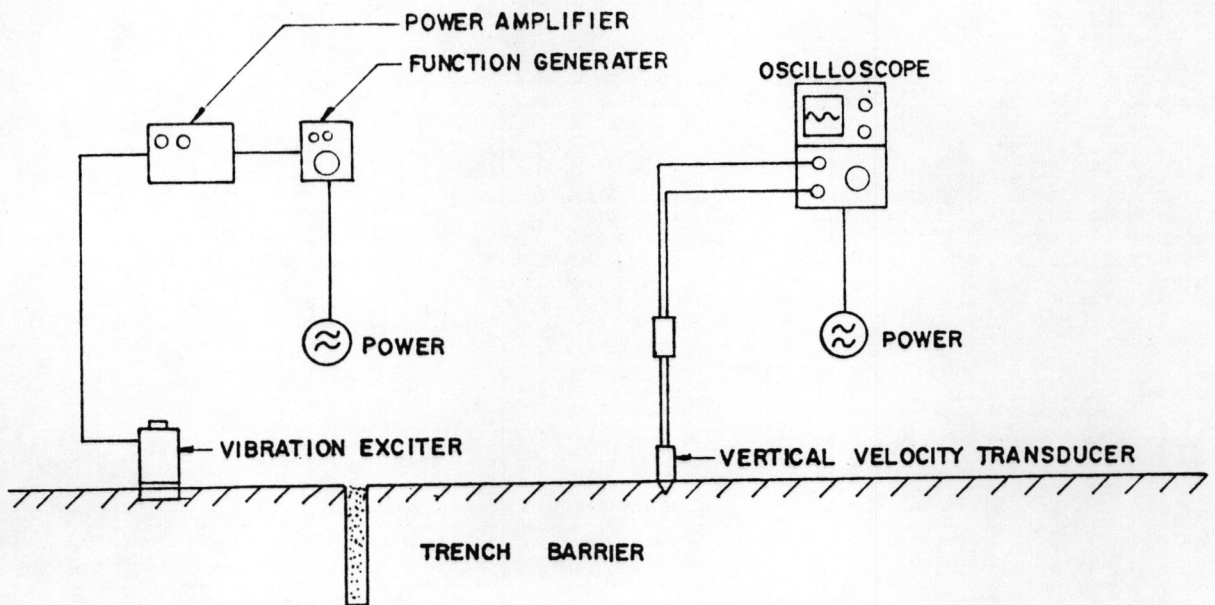 POWER AMPLIFIER
FUNCTION GENERATER
OSCILLOSCOPE
POWER
POWER
VIBRATION EXCITER
VERTICAL VELOCITY TRANSDUCER
TRENCH BARRIER